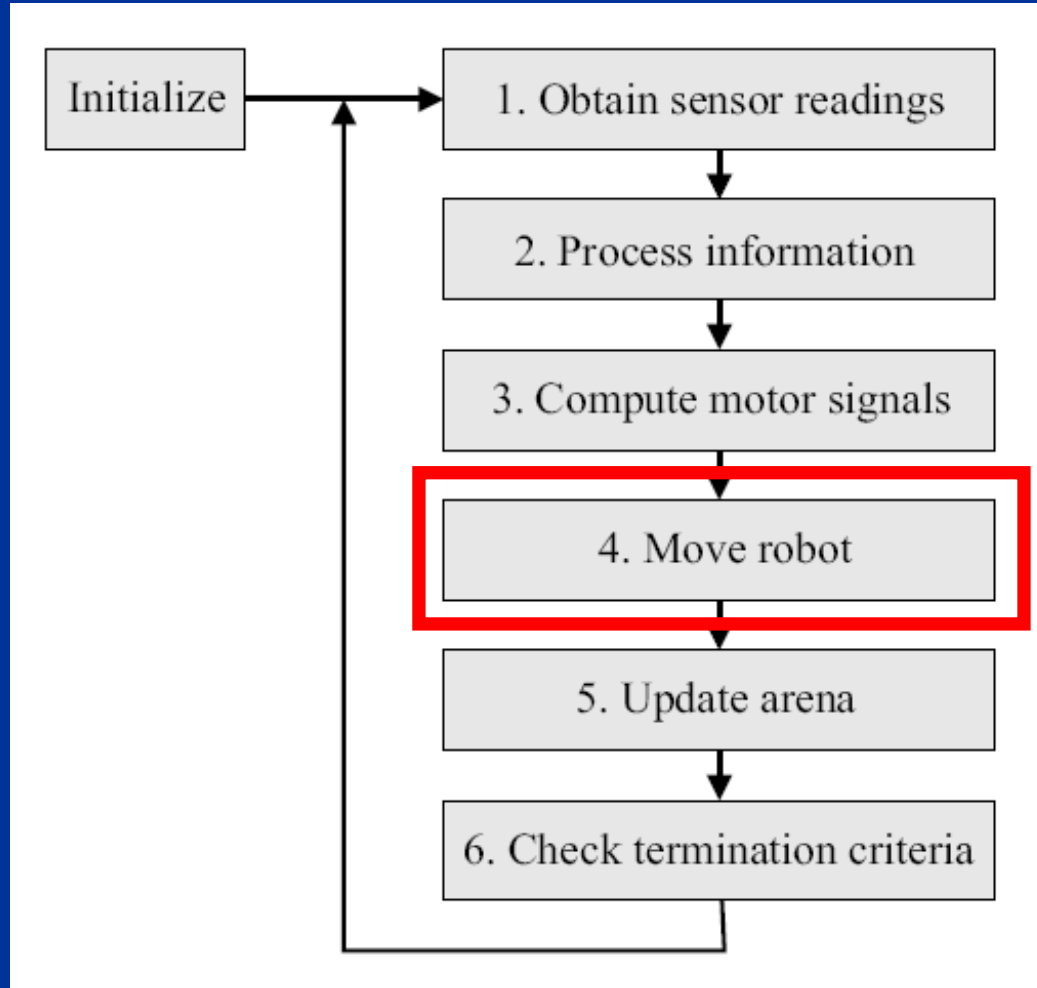 Initialize
1. Obtain sensor readings
2. Process information
3. Compute motor signals
4. Move robot
5. Update arena
6. Check termination criteria